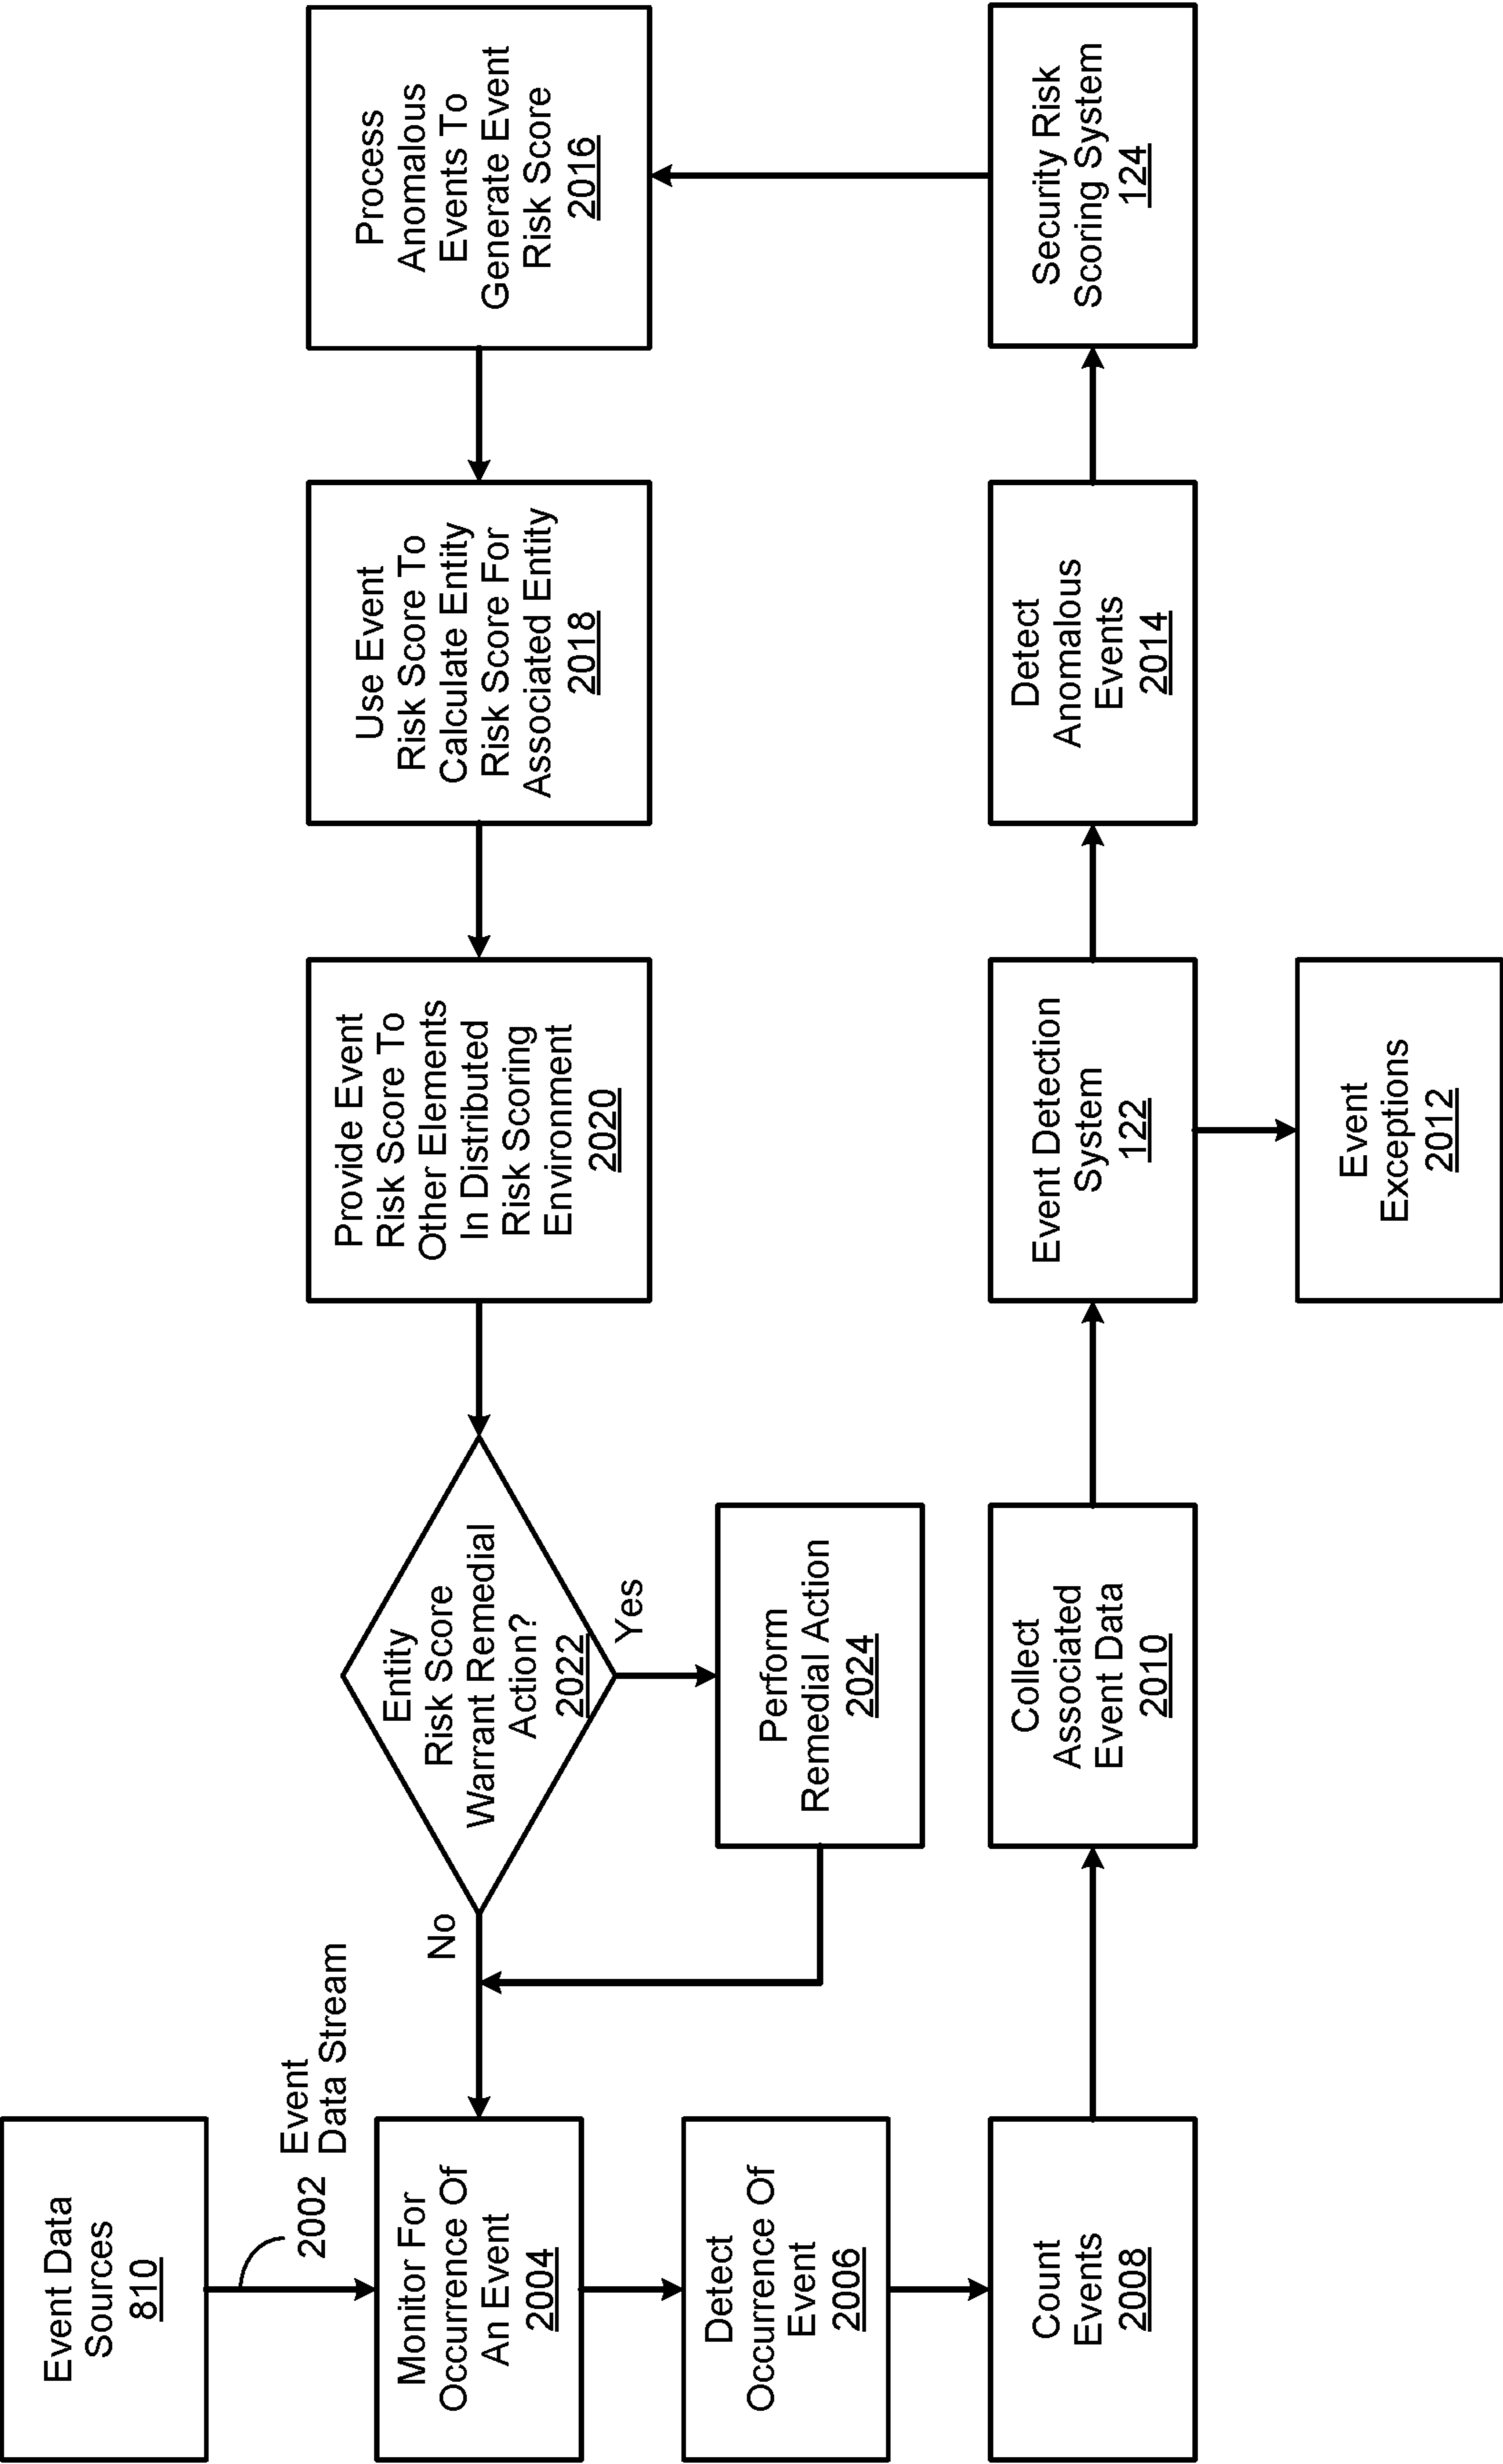 Event Data
Sources
810
2002
Event
Data Stream
Monitor For
Occurrence Of
An Event
2004
Detect
Occurrence Of
Event
2006
Count
Events
2008
Collect
Associated
Event Data
2010
Event Detection
System
122
Event
Exceptions
2012
Detect
Anomalous
Events
2014
Security Risk
Scoring System
124
Process
Anomalous
Events To
Generate Event
Risk Score
2016
Use Event
Risk Score To
Calculate Entity
Risk Score For
Associated Entity
2018
Provide Event
Risk Score To
Other Elements
In Distributed
Risk Scoring
Environment
2020
Entity
Risk Score
Warrant Remedial
Action?
2022
No
Yes
Perform
Remedial Action
2024